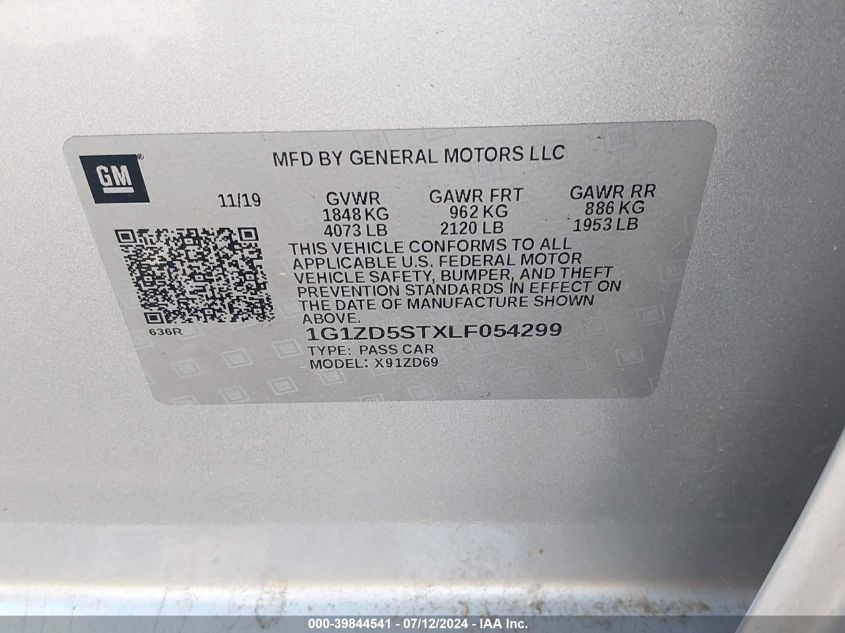 GM ®
MFD BY GENERAL MOTORS LLC
11/19 GVWR GAWR FRT GAWR RR
1848 KG 962 KG 886 KG
4073 LB 2120 LB 1953 LB
THIS VEHICLE CONFORMS TO ALL
APPLICABLE U.S. FEDERAL MOTOR
VEHICLE SAFETY, BUMPER, AND THEFT
PREVENTION STANDARDS IN EFFECT ON
THE DATE OF MANUFACTURE SHOWN
ABOVE.
636R
1G1ZD5STXLF054299
TYPE: PASS CAR
MODEL: X91ZD69
000-39844541 - 07/12/2024 - IAA Inc.